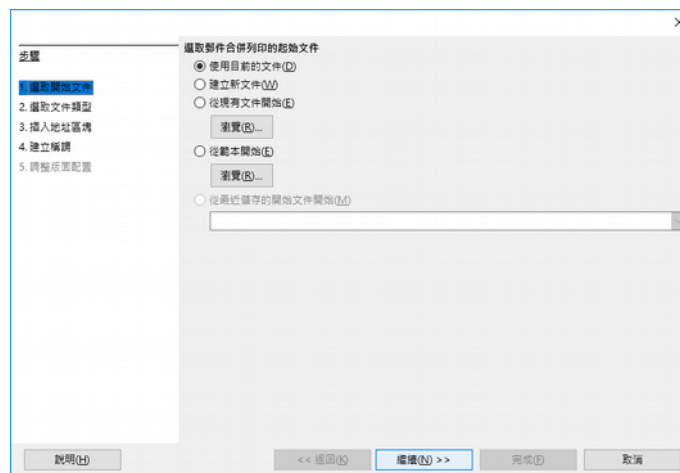 步驟
1. 選取開始文件
2. 選取文件類型
3. 插入地址區塊
4. 建立稱謂
5. 調整版面配置
選取郵件合併列印的起始文件
使用目前的文件(D)
建立新文件(W)
從現有文件開始(E)
瀏覽(R)...
從範本開始(E)
瀏覽(R)...
從最近儲存的開始文件開始(M)
說明(H)
<< 返回(K)
繼續(N) >>
完成(F)
取消